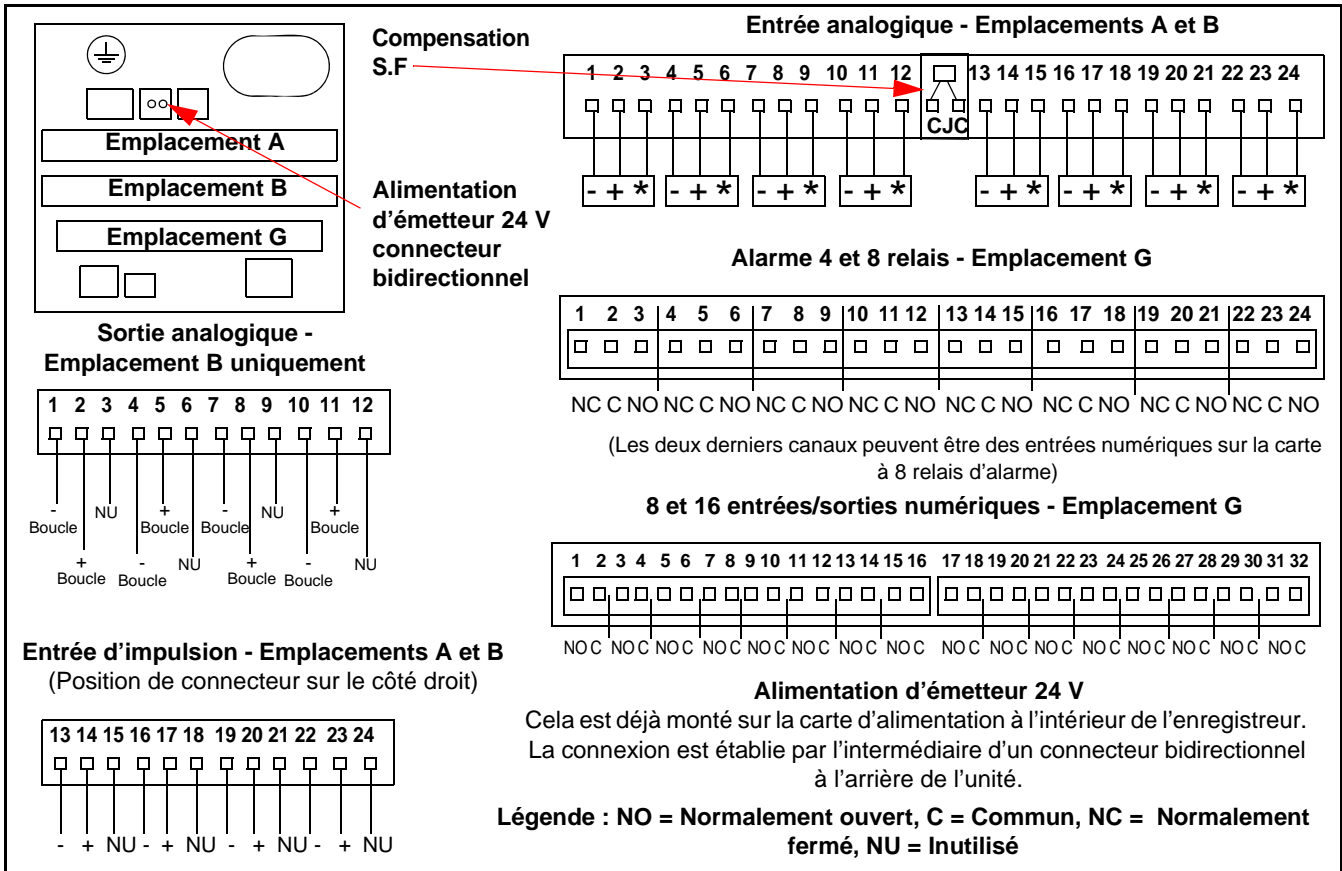 Emplacement A
Emplacement B
Emplacement G
Compensation
S.F
Alimentation
d'émetteur 24 V
connecteur
bidirectionnel
Entrée analogique - Emplacements A et B
1 2 3 4 5 6 7 8 9 10 11 12 13 14 15 16 17 18 19 20 21 22 23 24
CJC
- + * - + * - + * - + * - + * - + * - + * - + *
Alarme 4 et 8 relais - Emplacement G
1 2 3 4 5 6 7 8 9 10 11 12 13 14 15 16 17 18 19 20 21 22 23 24
NC C NO NC C NO NC C NO NC C NO NC C NO NC C NO NC C NO NC C NO
(Les deux derniers canaux peuvent être des entrées numériques sur la carte
à 8 relais d'alarme)
Sortie analogique -
Emplacement B uniquement
1 2 3 4 5 6 7 8 9 10 11 12
- NU + - NU +
Boucle Boucle Boucle Boucle
+ - NU + - NU
Boucle Boucle Boucle Boucle
8 et 16 entrées/sorties numériques - Emplacement G
1 2 3 4 5 6 7 8 9 10 11 12 13 14 15 16 17 18 19 20 21 22 23 24 25 26 27 28 29 30 31 32
NO C NO C NO C NO C NO C NO C NO C NO C NO C NO C NO C NO C NO C NO C NO C NO C
Entrée d'impulsion - Emplacements A et B
(Position de connecteur sur le côté droit)
13 14 15 16 17 18 19 20 21 22 23 24
- + NU - + NU - + NU - + NU
Alimentation d'émetteur 24 V
Cela est déjà monté sur la carte d'alimentation à l'intérieur de l'enregistreur.
La connexion est établie par l'intermédiaire d'un connecteur bidirectionnel
à l'arrière de l'unité.
Légende : NO = Normalement ouvert, C = Commun, NC = Normalement
fermé, NU = Inutilisé